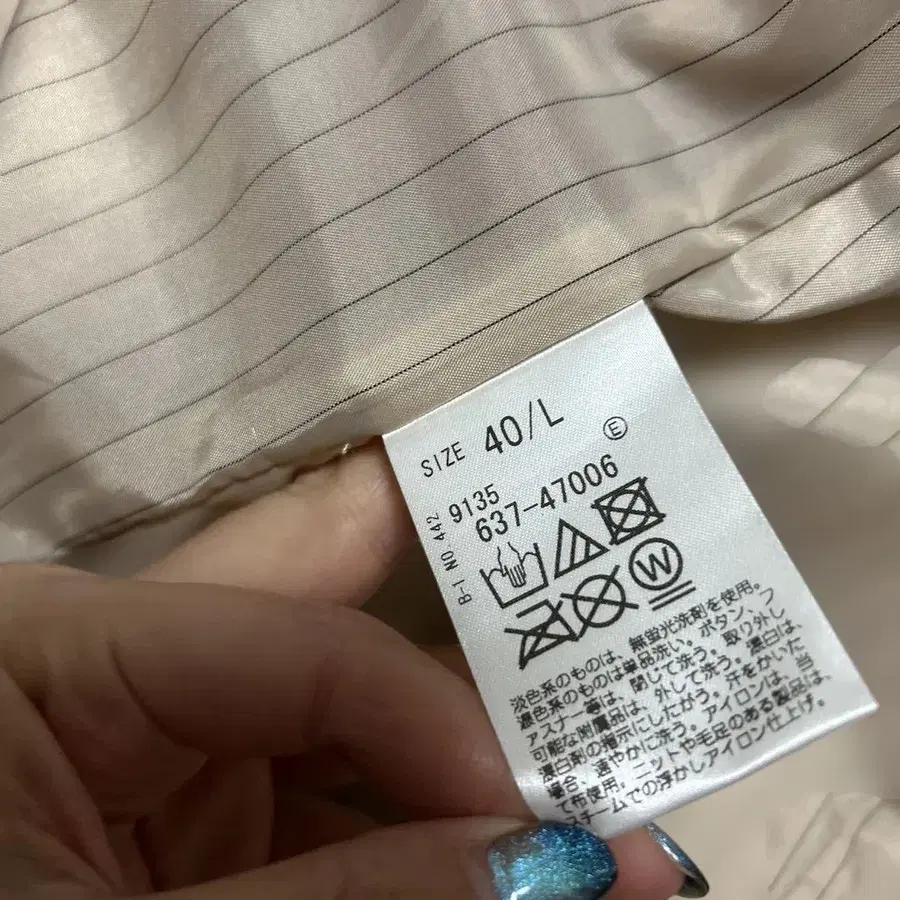 SIZE 40/L
Ⓔ
9135
637-47006
B-1 NO 442
W
淡色系のものは、無蛍光洗剤を使用。
濃色系のものは単品洗い。ボタン、フ
ァスナー等は、閉じて洗う。取り外し
可能な附属品は、外して洗う。漂白は、
漂白剤の指示にしたがう。汗をかいた
場合、速やかに洗う。アイロンは、当
て布使用。ニットや毛足のある製品は、
スチームでの浮かしアイロン仕上げ。